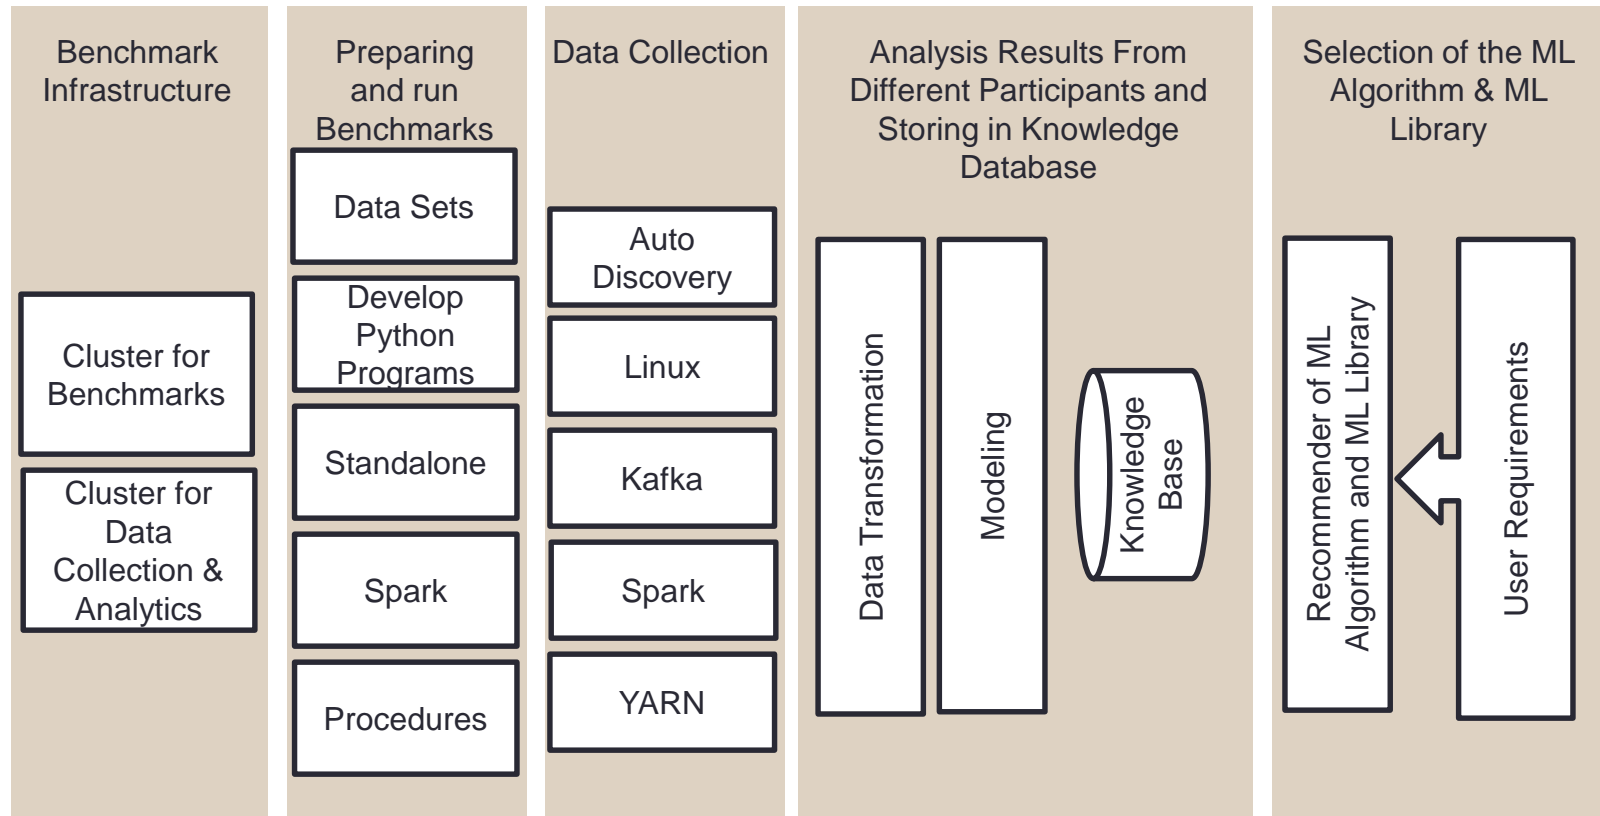 Benchmark
Infrastructure
Cluster for
Benchmarks
Cluster for
Data
Collection &
Analytics
Preparing
and run
Benchmarks
Data Sets
Develop
Python
Programs
Standalone
Spark
Procedures
Data Collection
Auto
Discovery
Linux
Kafka
Spark
YARN
Analysis Results From
Different Participants and
Storing in Knowledge
Database
Data Transformation
Modeling
Knowledge
Base
Selection of the ML
Algorithm & ML
Library
Recommender of ML
Algorithm and ML Library
User Requirements